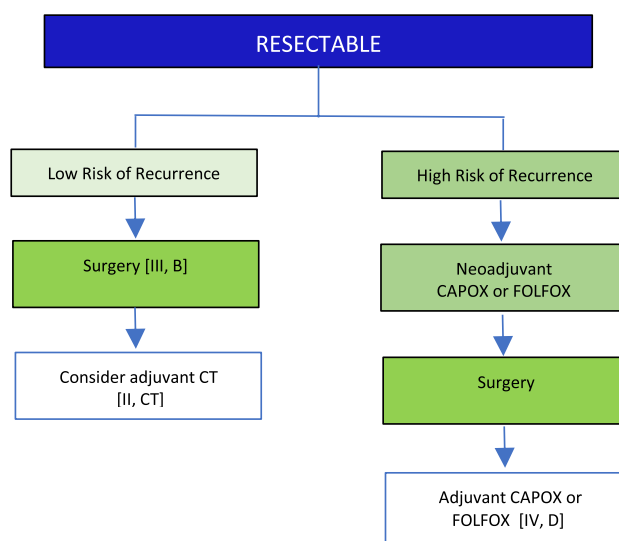 RESECTABLE
Low Risk of Recurrence
High Risk of Recurrence
Surgery [III, B]
Neoadjuvant
CAPOX or FOLFOX
Consider adjuvant CT
[II, CT]
Surgery
Adjuvant CAPOX or
FOLFOX [IV, D]